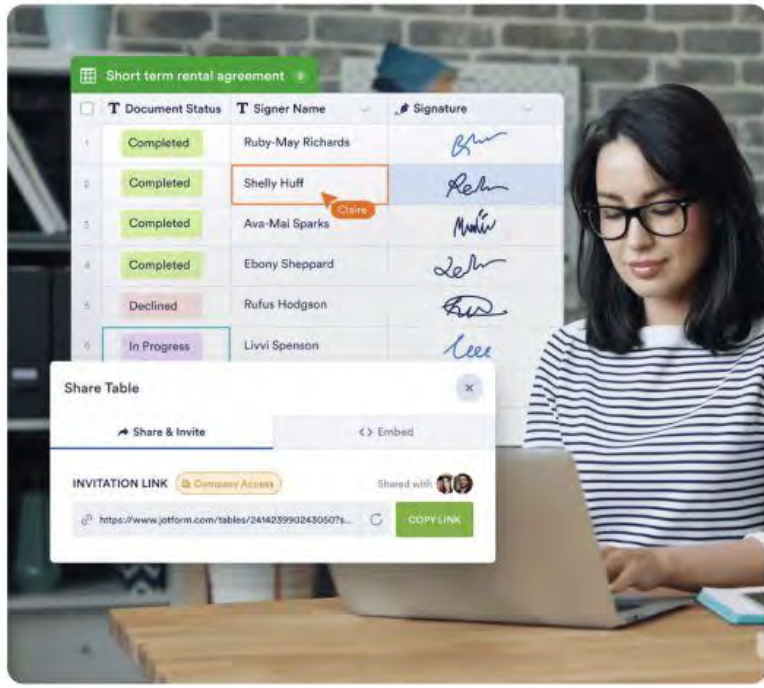 Short term rental agreement
T Document Status T Signer Name Signature
1 Completed Ruby-May Richards
2 Completed Shelly Huff
Claire
3 Completed Ava-Mai Sparks
4 Completed Ebony Sheppard
5 Declined Rufus Hodgson
6 In Progress Livvi Spenson
Share Table
Share & Invite <> Embed
INVITATION LINK Company Access Shared with
https://www.jotform.com/tables/241423990243050?s... COPY LINK